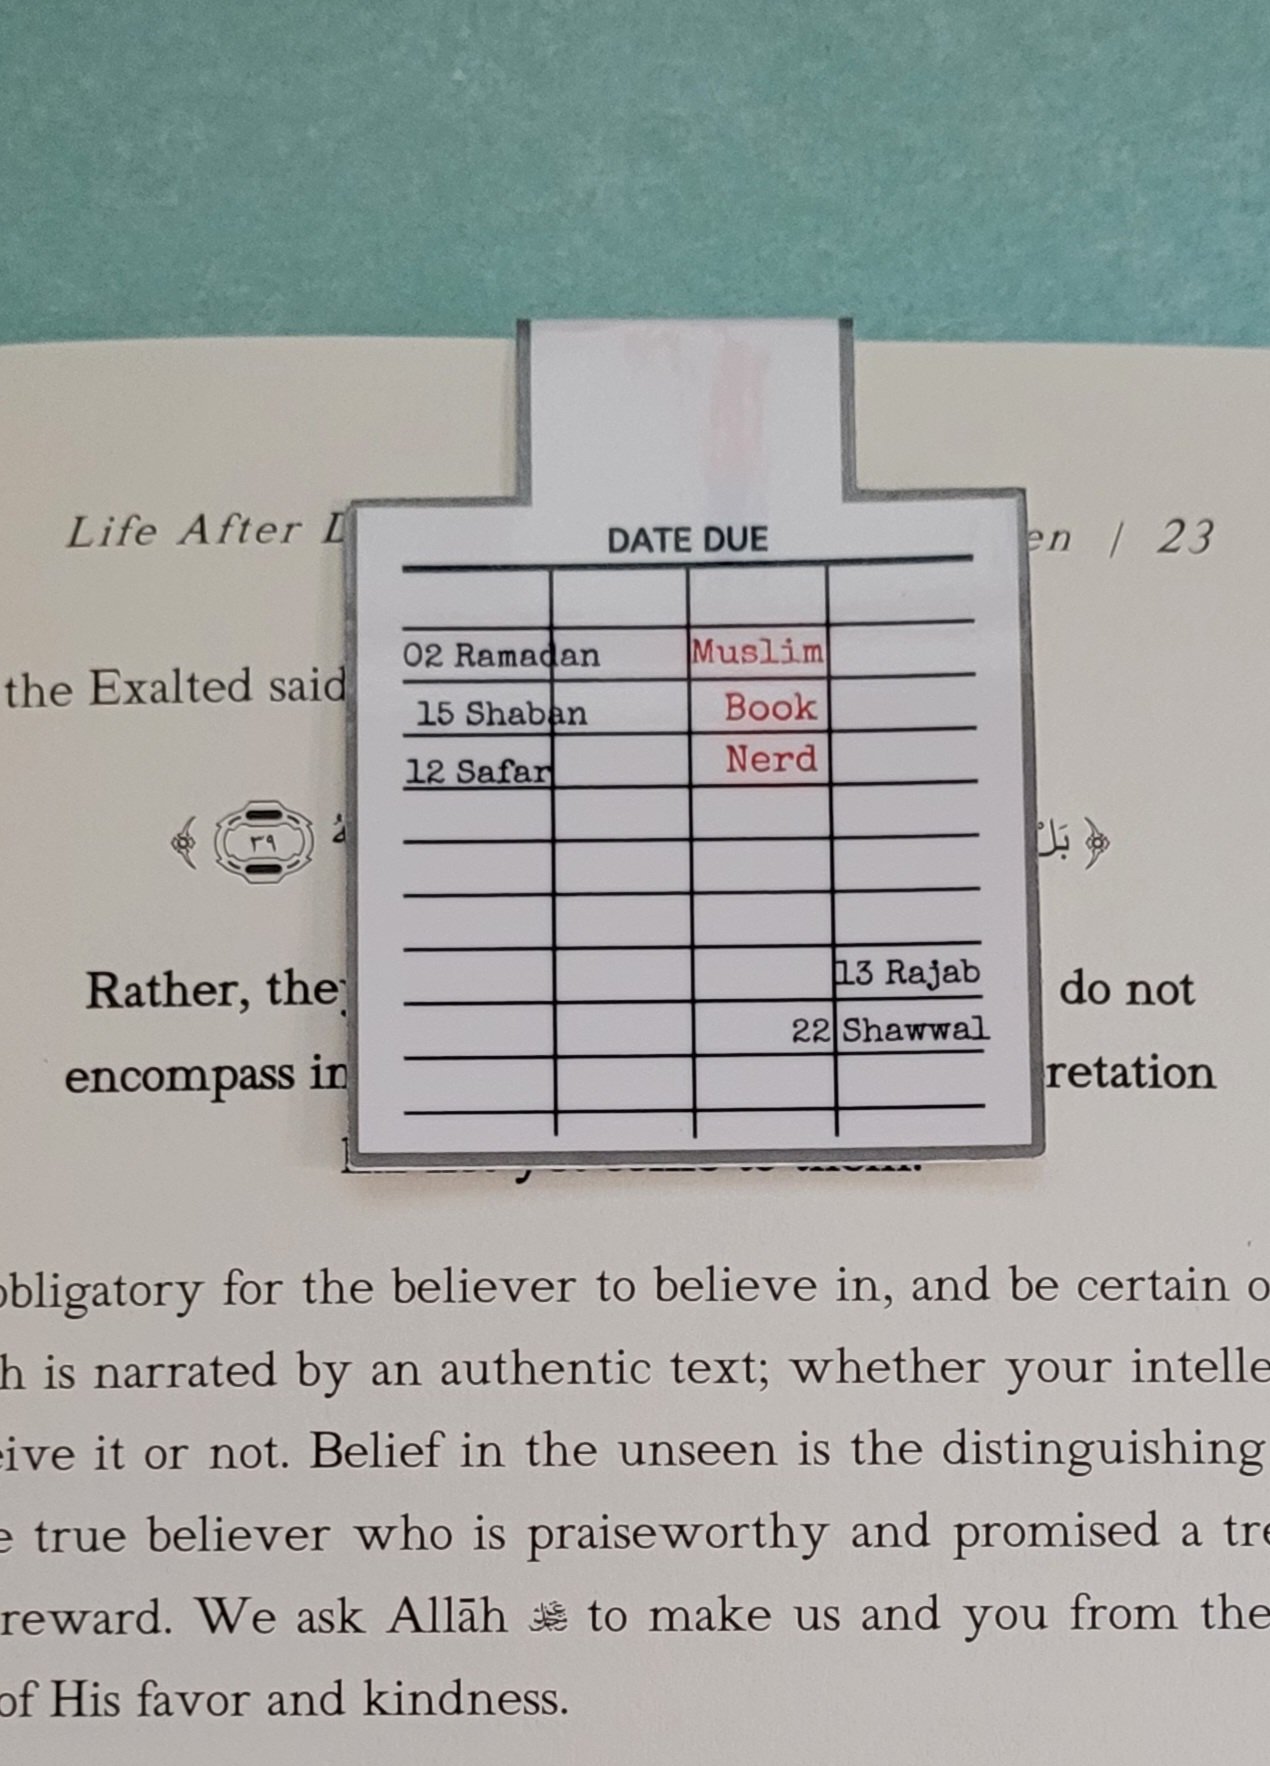 Life After
en / 23
DATE DUE
02 Ramadan Muslim
15 Shaban Book
12 Safar Nerd
13 Rajab
22 Shawwal
the Exalted said
٣٩
بَلْ
Rather, they do not
encompass in retation
obligatory for the believer to believe in, and be certain o
h is narrated by an authentic text; whether your intelle
eive it or not. Belief in the unseen is the distinguishing
e true believer who is praiseworthy and promised a tre
reward. We ask Allāh to make us and you from the
of His favor and kindness.